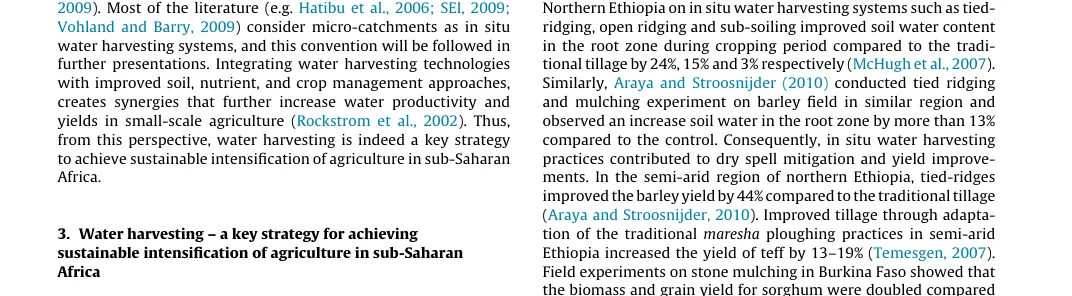 2009). Most of the literature (e.g. Hatibu et al., 2006; SEI, 2009;
Vohland and Barry, 2009) consider micro-catchments as in situ
water harvesting systems, and this convention will be followed in
further presentations. Integrating water harvesting technologies
with improved soil, nutrient, and crop management approaches,
creates synergies that further increase water productivity and
yields in small-scale agriculture (Rockstrom et al., 2002). Thus,
from this perspective, water harvesting is indeed a key strategy
to achieve sustainable intensification of agriculture in sub-Saharan
Africa.
3. Water harvesting – a key strategy for achieving
sustainable intensification of agriculture in sub-Saharan
Africa
Northern Ethiopia on in situ water harvesting systems such as tied-
ridging, open ridging and sub-soiling improved soil water content
in the root zone during cropping period compared to the tradi-
tional tillage by 24%, 15% and 3% respectively (McHugh et al., 2007).
Similarly, Araya and Stroosnijder (2010) conducted tied ridging
and mulching experiment on barley field in similar region and
observed an increase soil water in the root zone by more than 13%
compared to the control. Consequently, in situ water harvesting
practices contributed to dry spell mitigation and yield improve-
ments. In the semi-arid region of northern Ethiopia, tied-ridges
improved the barley yield by 44% compared to the traditional tillage
(Araya and Stroosnijder, 2010). Improved tillage through adapta-
tion of the traditional maresha ploughing practices in semi-arid
Ethiopia increased the yield of teff by 13–19% (Temesgen, 2007).
Field experiments on stone mulching in Burkina Faso showed that
the biomass and grain yield for sorghum were doubled compared